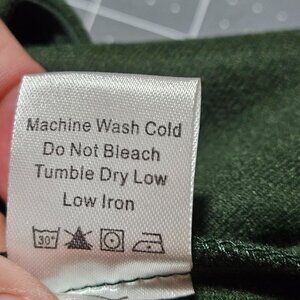 Machine Wash Cold
Do Not Bleach
Tumble Dry Low
Low Iron
30°